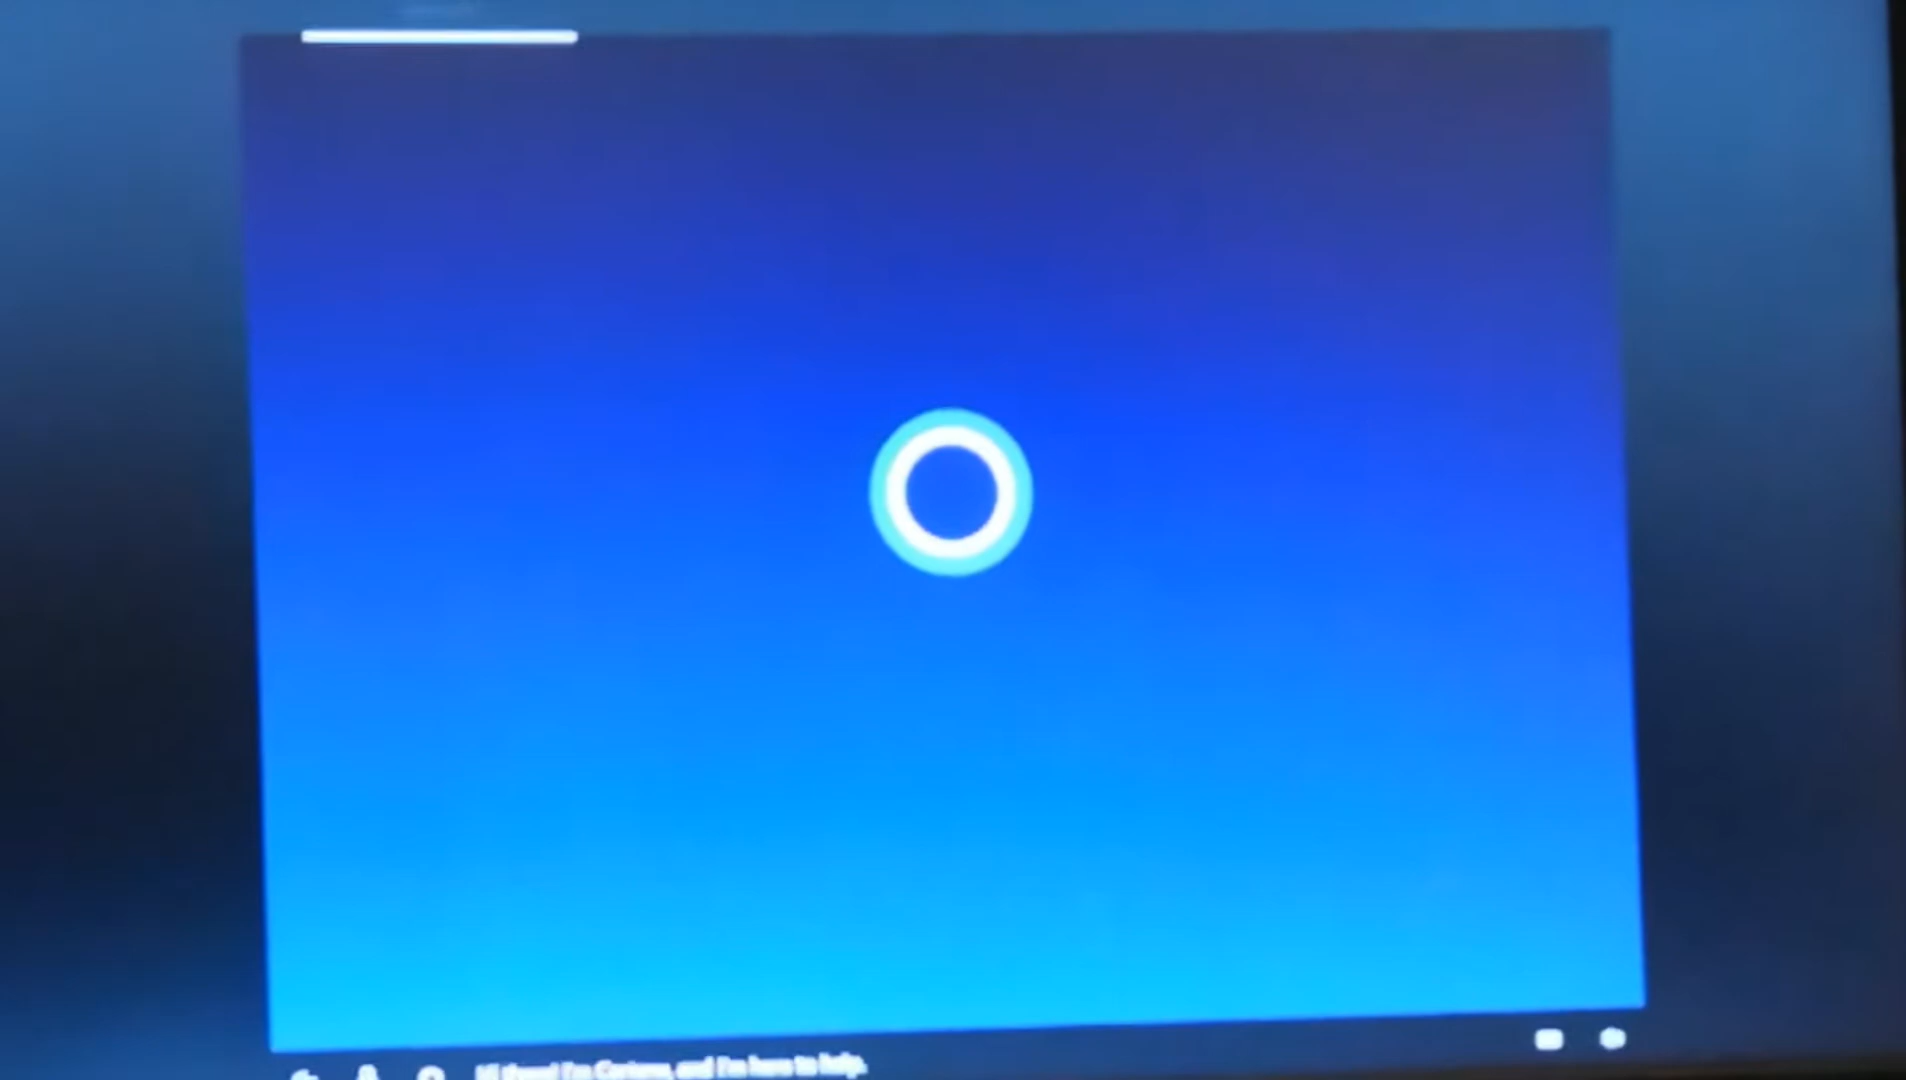 Hi there! I'm Cortana, and I'm here to help.